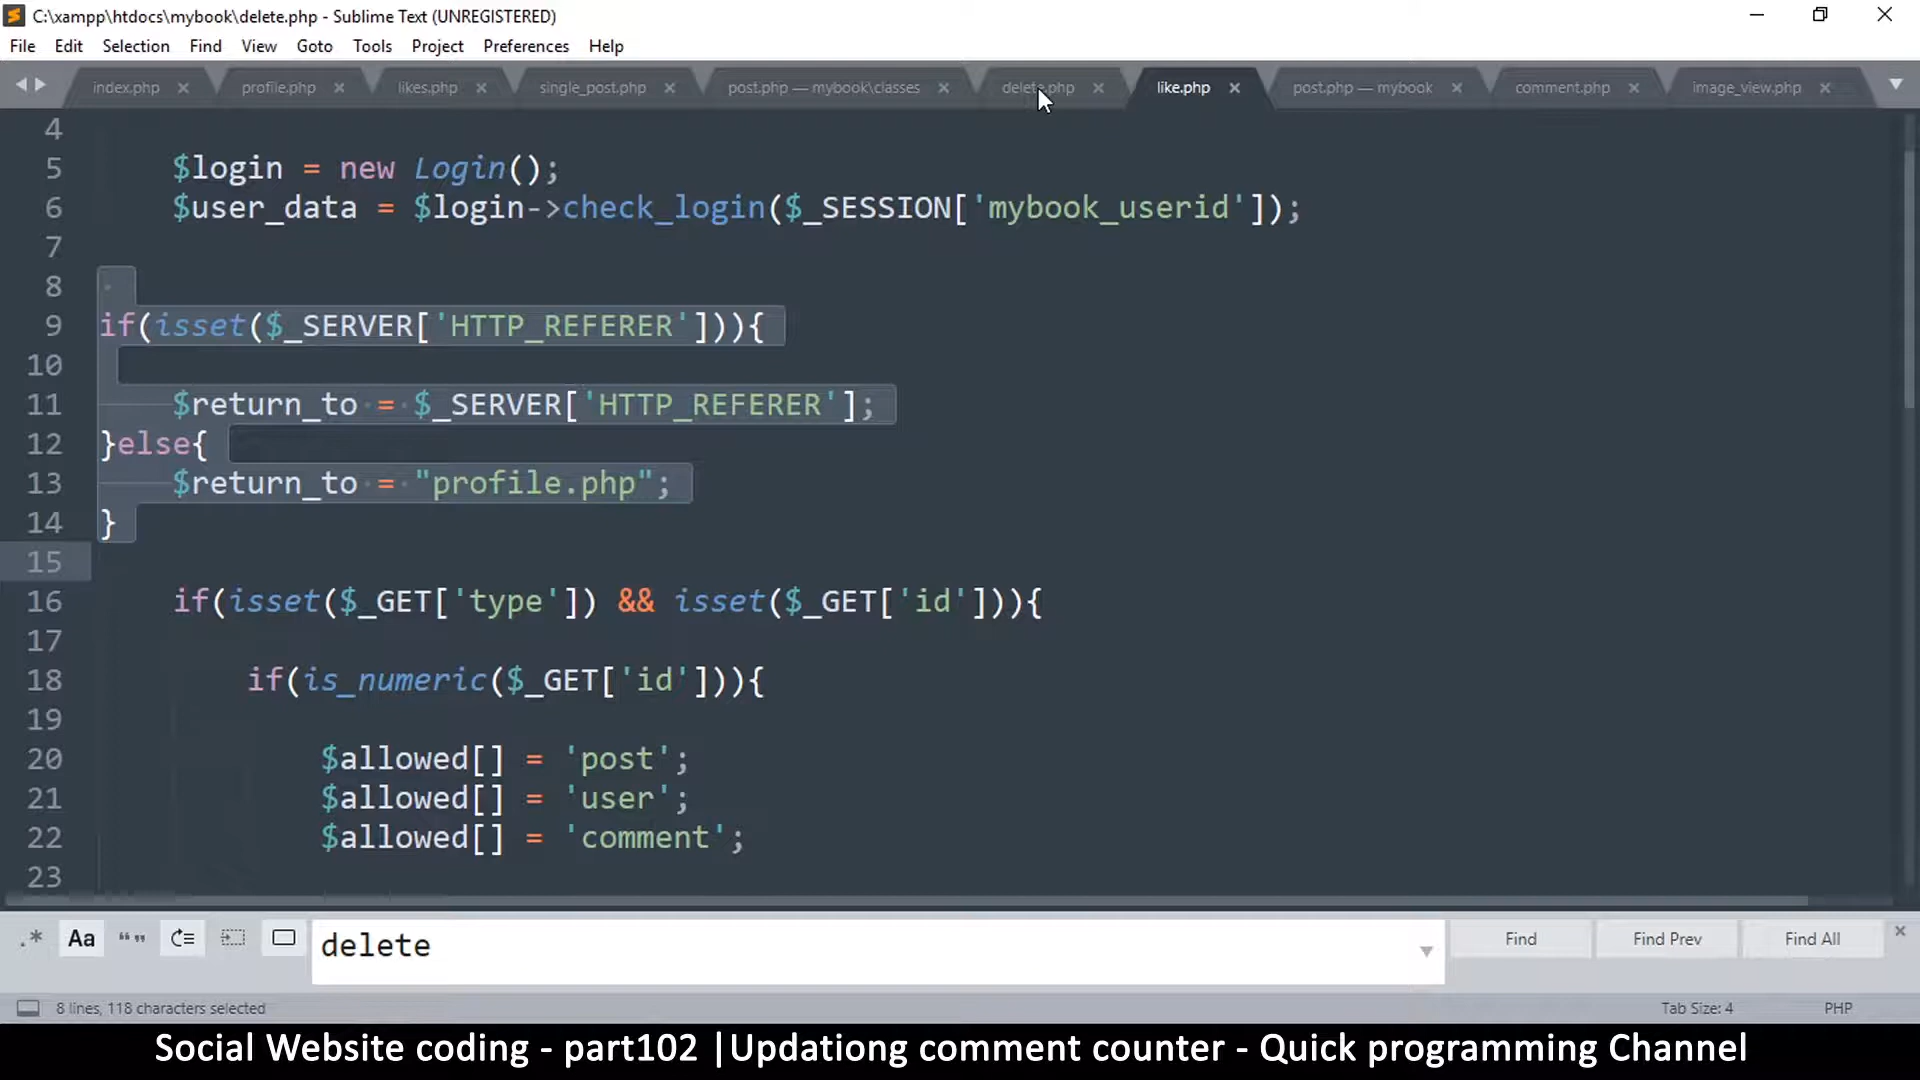 C:\xampp\htdocs\mybook\delete.php - Sublime Text (UNREGISTERED)
File Edit Selection Find View Goto Tools Project Preferences Help
index.php profile.php likes.php single_post.php post.php — mybook\classes delete.php like.php post.php — mybook comment.php image_view.php
4
5 $login = new Login();
6 $user_data = $login->check_login($_SESSION['mybook_userid']);
7
8
9 if(isset($_SERVER['HTTP_REFERER'])){
10
11 $return_to = $_SERVER['HTTP_REFERER'];
12 }else{
13 $return_to = "profile.php";
14 }
15
16 if(isset($_GET['type']) && isset($_GET['id'])){
17
18 if(is_numeric($_GET['id'])){
19
20 $allowed[] = 'post';
21 $allowed[] = 'user';
22 $allowed[] = 'comment';
23
.* Aa “” delete Find Find Prev Find All
8 lines, 118 characters selected Tab Size: 4 PHP
Social Website coding - part102 |Updationg comment counter - Quick programming Channel